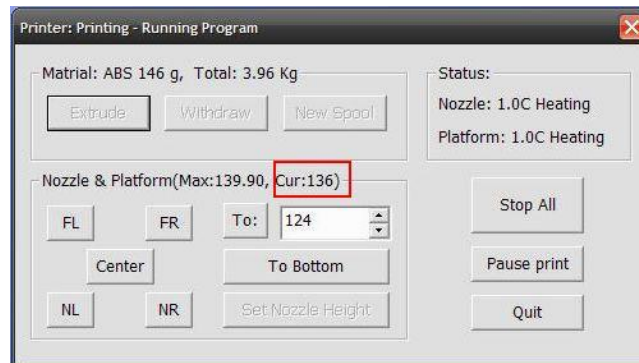 Printer: Printing - Running Program
Matrial: ABS 146 g, Total: 3.96 Kg
Extrude
Withdraw
New Spool
Status:
Nozzle: 1.0C Heating
Platform: 1.0C Heating
Nozzle & Platform(Max:139.90, Cur:136)
FL
FR
To:
124
Center
To Bottom
NL
NR
Set Nozzle Height
Stop All
Pause print
Quit